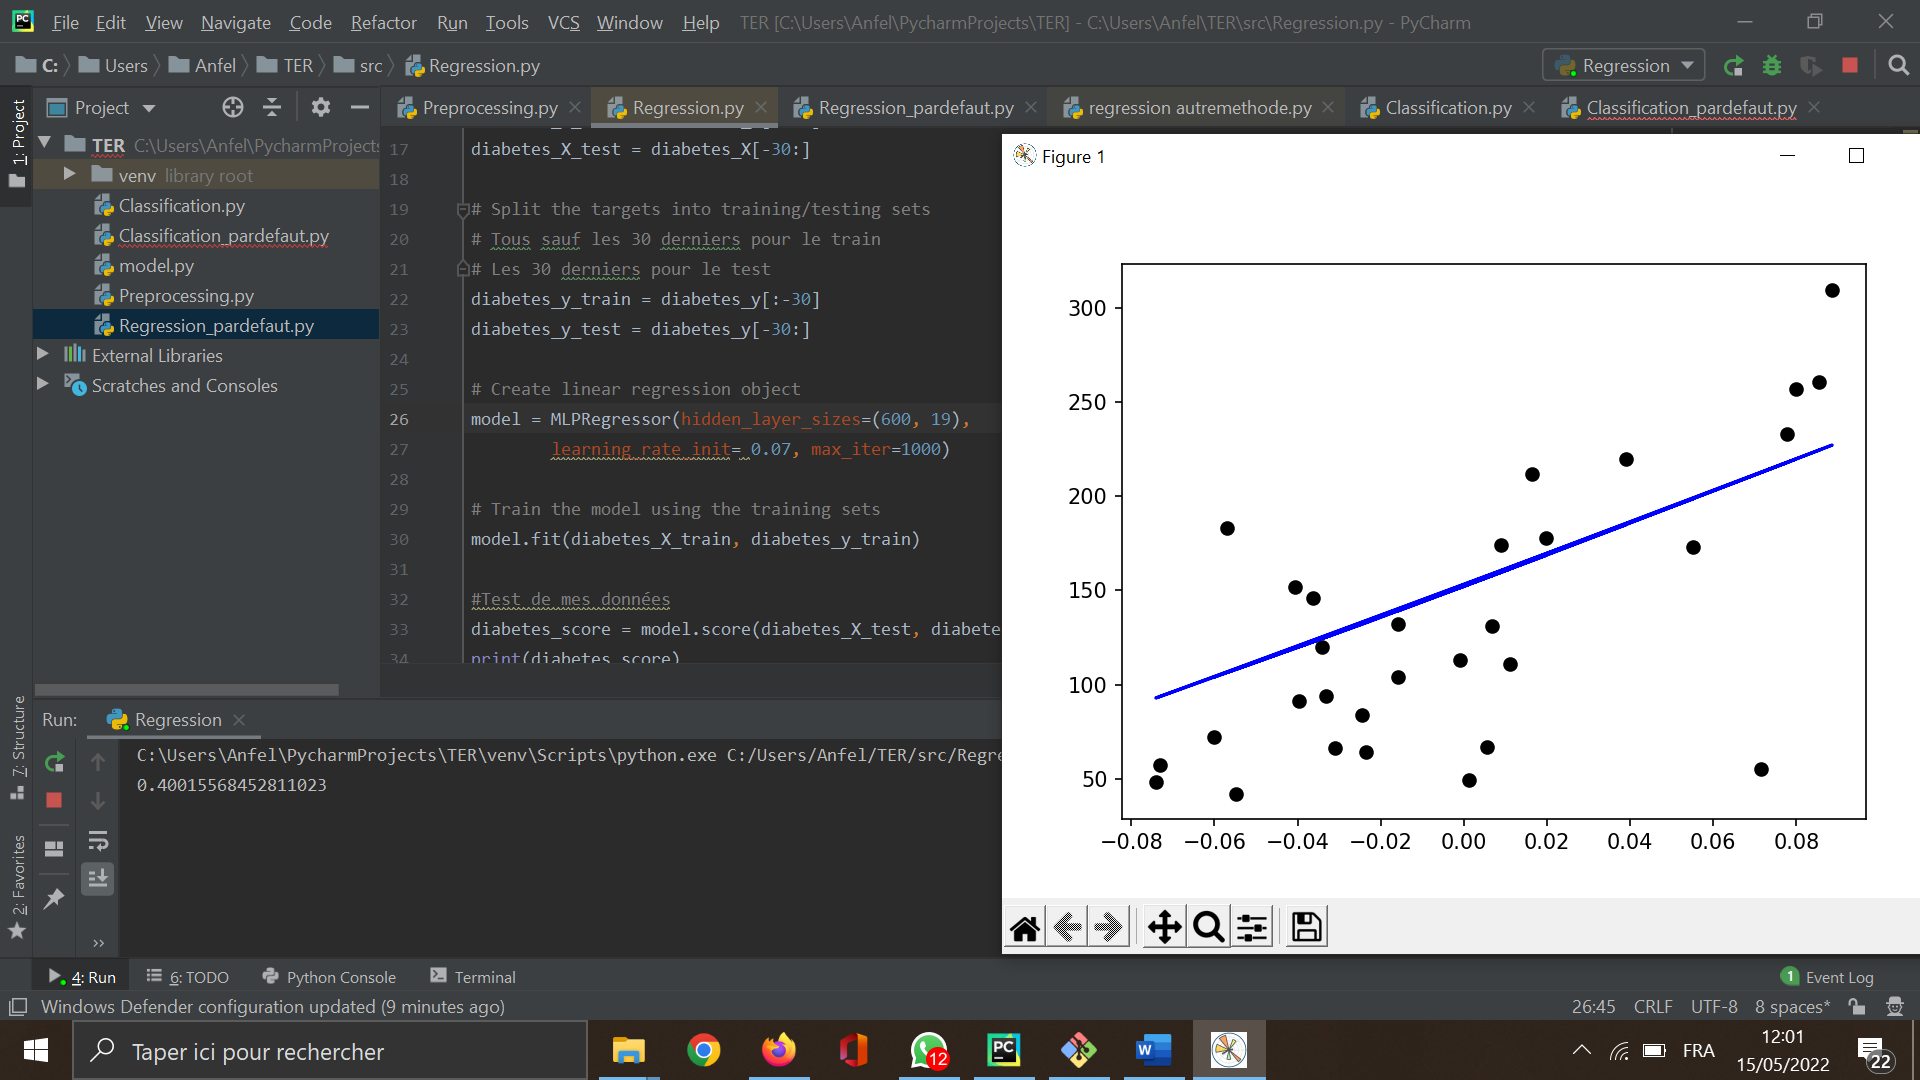 File Edit View Navigate Code Refactor Run Tools VCS Window Help TER [C:\Users\Anfel\PycharmProjects\TER] - C:\Users\Anfel\TER\src\Regression.py - PyCharm
C: Users Anfel TER src Regression.py Regression
Project Preprocessing.py Regression.py Regression_pardefaut.py regression autremethode.py Classification.py Classification_pardefaut.py
1: Project
TER C:\Users\Anfel\PycharmProjects
venv library root
Classification.py
Classification_pardefaut.py
model.py
Preprocessing.py
Regression_pardefaut.py
External Libraries
Scratches and Consoles
17 diabetes_X_test = diabetes_X[-30:]
18
19 # Split the targets into training/testing sets
20 # Tous sauf les 30 derniers pour le train
21 # Les 30 derniers pour le test
22 diabetes_y_train = diabetes_y[:-30]
23 diabetes_y_test = diabetes_y[-30:]
24
25 # Create linear regression object
26 model = MLPRegressor(hidden_layer_sizes=(600, 19),
27 learning_rate_init= 0.07, max_iter=1000)
28
29 # Train the model using the training sets
30 model.fit(diabetes_X_train, diabetes_y_train)
31
32 #Test de mes données
33 diabetes_score = model.score(diabetes_X_test, diabete
34 print(diabetes_score)
Figure 1
300
250
200
150
100
50
−0.08 −0.06 −0.04 −0.02 0.00 0.02 0.04 0.06 0.08
7: Structure
2: Favorites
Run: Regression
C:\Users\Anfel\PycharmProjects\TER\venv\Scripts\python.exe C:/Users/Anfel/TER/src/Regre
0.40015568452811023
4: Run 6: TODO Python Console Terminal 1 Event Log
Windows Defender configuration updated (9 minutes ago) 26:45 CRLF UTF-8 8 spaces*
Taper ici pour rechercher 12 FRA 12:01
15/05/2022 22